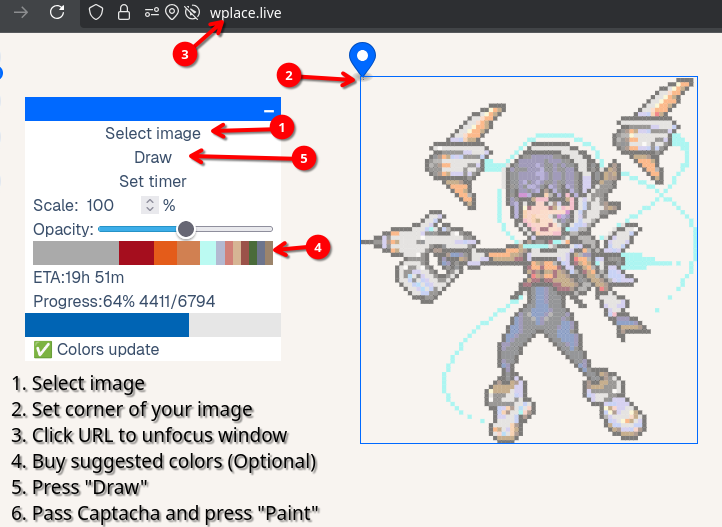 wplace.live
3
2
Select image
1
Draw
5
Set timer
Scale: 100 %
Opacity:
4
ETA:19h 51m
Progress:64% 4411/6794
✅ Colors update
1. Select image
2. Set corner of your image
3. Click URL to unfocus window
4. Buy suggested colors (Optional)
5. Press "Draw"
6. Pass Captacha and press "Paint"